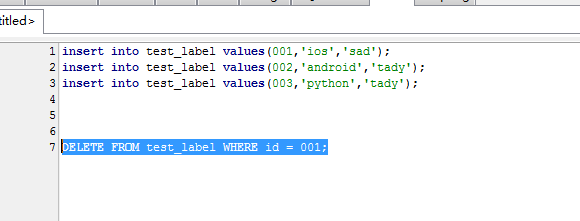 titled>
1 insert into test_label values(001,'ios','sad');
2 insert into test_label values(002,'android','tady');
3 insert into test_label values(003,'python','tady');
4
5
6
7 DELETE FROM test_label WHERE id = 001;